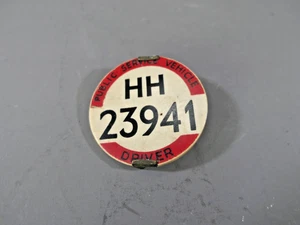 PUBLIC SERVICE VEHICLE
HH
23941
DRIVER